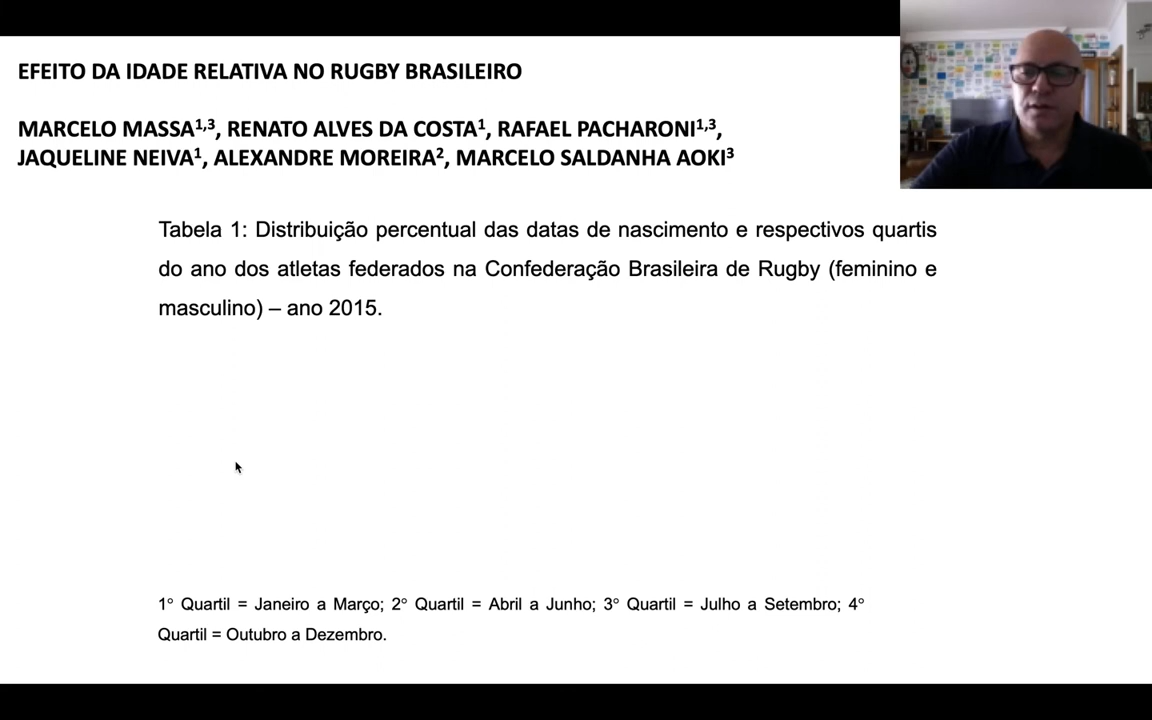 EFEITO DA IDADE RELATIVA NO RUGBY BRASILEIRO
MARCELO MASSA1,3, RENATO ALVES DA COSTA1, RAFAEL PACHARONI1,3,
JAQUELINE NEIVA1, ALEXANDRE MOREIRA2, MARCELO SALDANHA AOKI3
Tabela 1: Distribuição percentual das datas de nascimento e respectivos quartis
do ano dos atletas federados na Confederação Brasileira de Rugby (feminino e
masculino) – ano 2015.
1° Quartil = Janeiro a Março; 2° Quartil = Abril a Junho; 3° Quartil = Julho a Setembro; 4°
Quartil = Outubro a Dezembro.